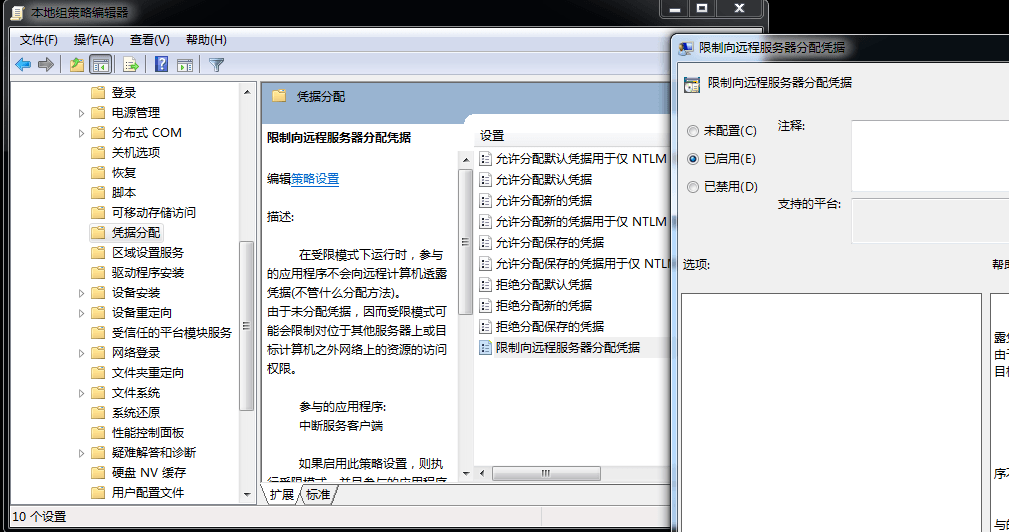 本地组策略编辑器
文件(F) 操作(A) 查看(V) 帮助(H)
登录
电源管理
分布式 COM
关机选项
恢复
脚本
可移动存储访问
凭据分配
区域设置服务
驱动程序安装
设备安装
设备重定向
受信任的平台模块服务
网络登录
文件夹重定向
文件系统
系统还原
性能控制面板
疑难解答和诊断
硬盘 NV 缓存
用户配置文件
凭据分配
限制向远程服务器分配凭据
编辑策略设置
描述:
在受限模式下运行时，参与
的应用程序不会向远程计算机透露
凭据(不管什么分配方法)。
由于未分配凭据，因而受限模式可
能会限制对位于其他服务器上或目
标计算机之外网络上的资源的访问
权限。
参与的应用程序:
中断服务客户端
如果启用此策略设置，则执
行受限模式，并且参与的应用程序
设置
允许分配默认凭据用于仅 NTLM
允许分配默认凭据
允许分配新的凭据
允许分配新的凭据用于仅 NTLM
允许分配保存的凭据
允许分配保存的凭据用于仅 NTLM
拒绝分配默认凭据
拒绝分配新的凭据
拒绝分配保存的凭据
限制向远程服务器分配凭据
扩展 标准
10 个设置
限制向远程服务器分配凭据
限制向远程服务器分配凭据
未配置(C)
已启用(E)
已禁用(D)
注释:
支持的平台:
选项:
由于
目标